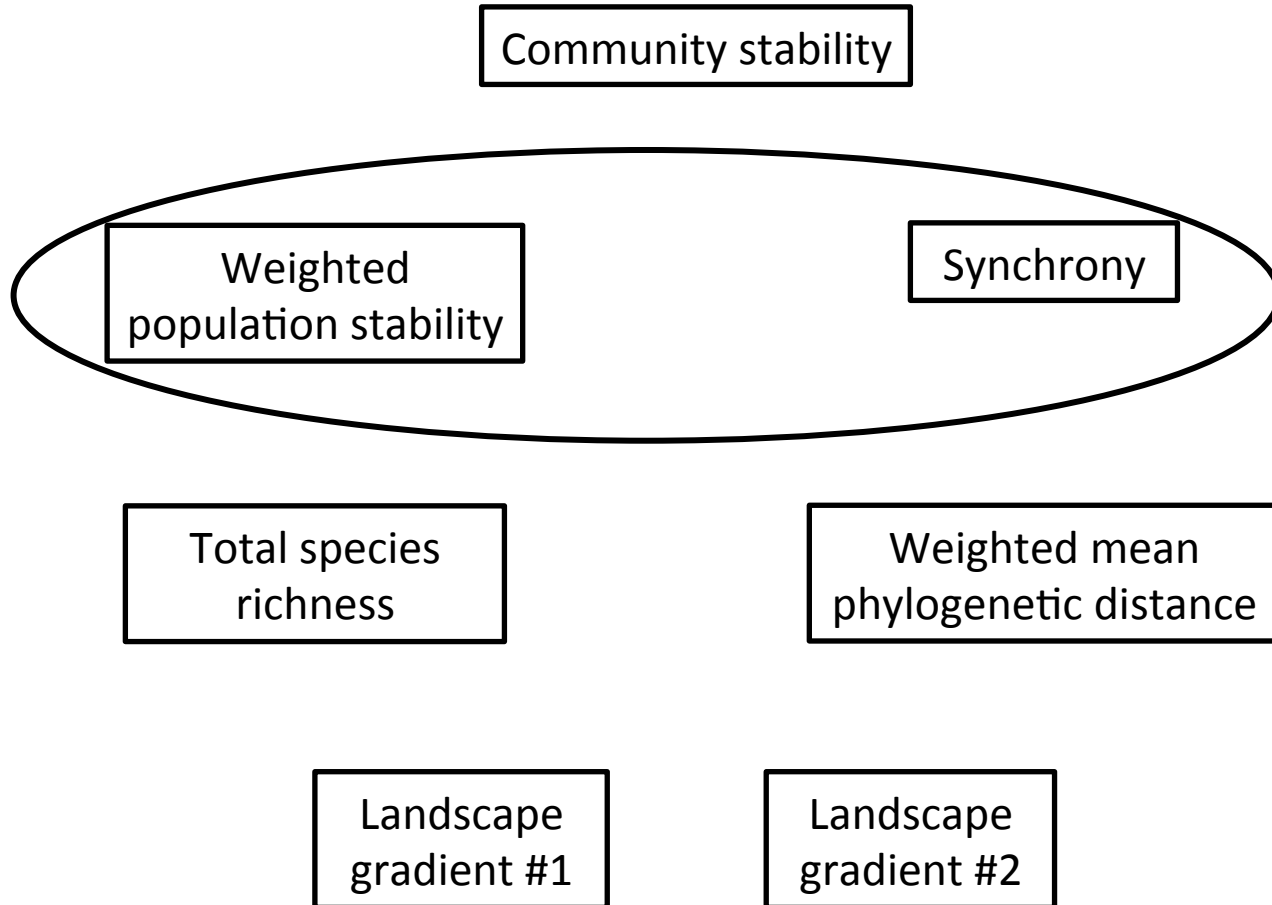 Community stability
Weighted
population stability
Synchrony
Total species
richness
Weighted mean
phylogenetic distance
Landscape
gradient #1
Landscape
gradient #2